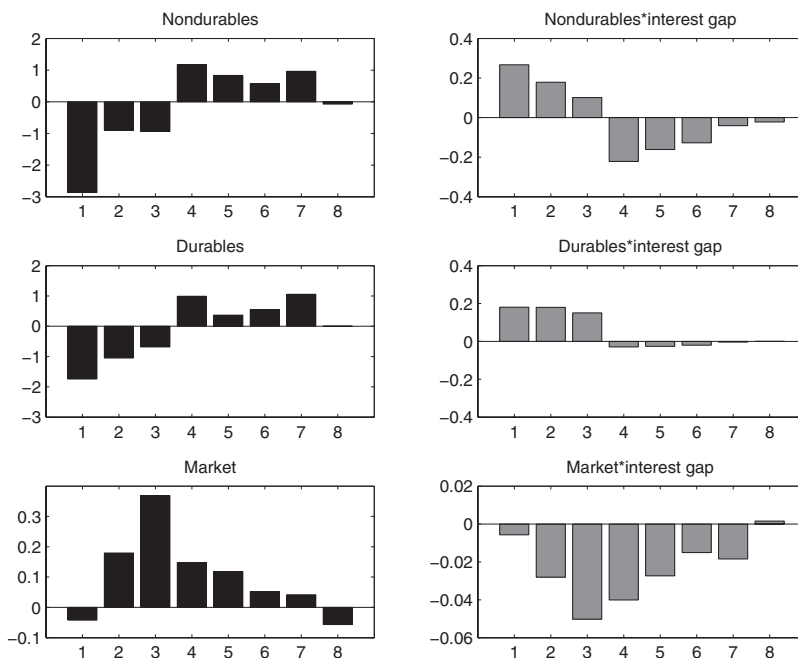 Nondurables
2
1
0
−1
−2
−3
1 2 3 4 5 6 7 8
Nondurables*interest gap
0.4
0.2
0
−0.2
−0.4
1 2 3 4 5 6 7 8
Durables
2
1
0
−1
−2
−3
1 2 3 4 5 6 7 8
Durables*interest gap
0.4
0.2
0
−0.2
−0.4
1 2 3 4 5 6 7 8
Market
0.3
0.2
0.1
0
−0.1
1 2 3 4 5 6 7 8
Market*interest gap
0.02
0
−0.02
−0.04
−0.06
1 2 3 4 5 6 7 8